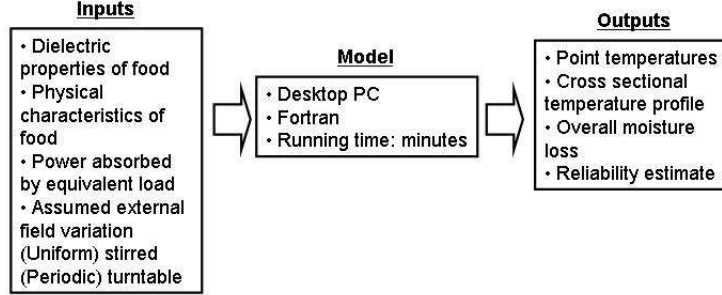 Inputs
• Dielectric
properties of food
• Physical
characteristics of
food
• Power absorbed
by equivalent load
• Assumed external
field variation
(Uniform) stirred
(Periodic) turntable
Model
• Desktop PC
• Fortran
• Running time: minutes
Outputs
• Point temperatures
• Cross sectional
temperature profile
• Overall moisture
loss
• Reliability estimate